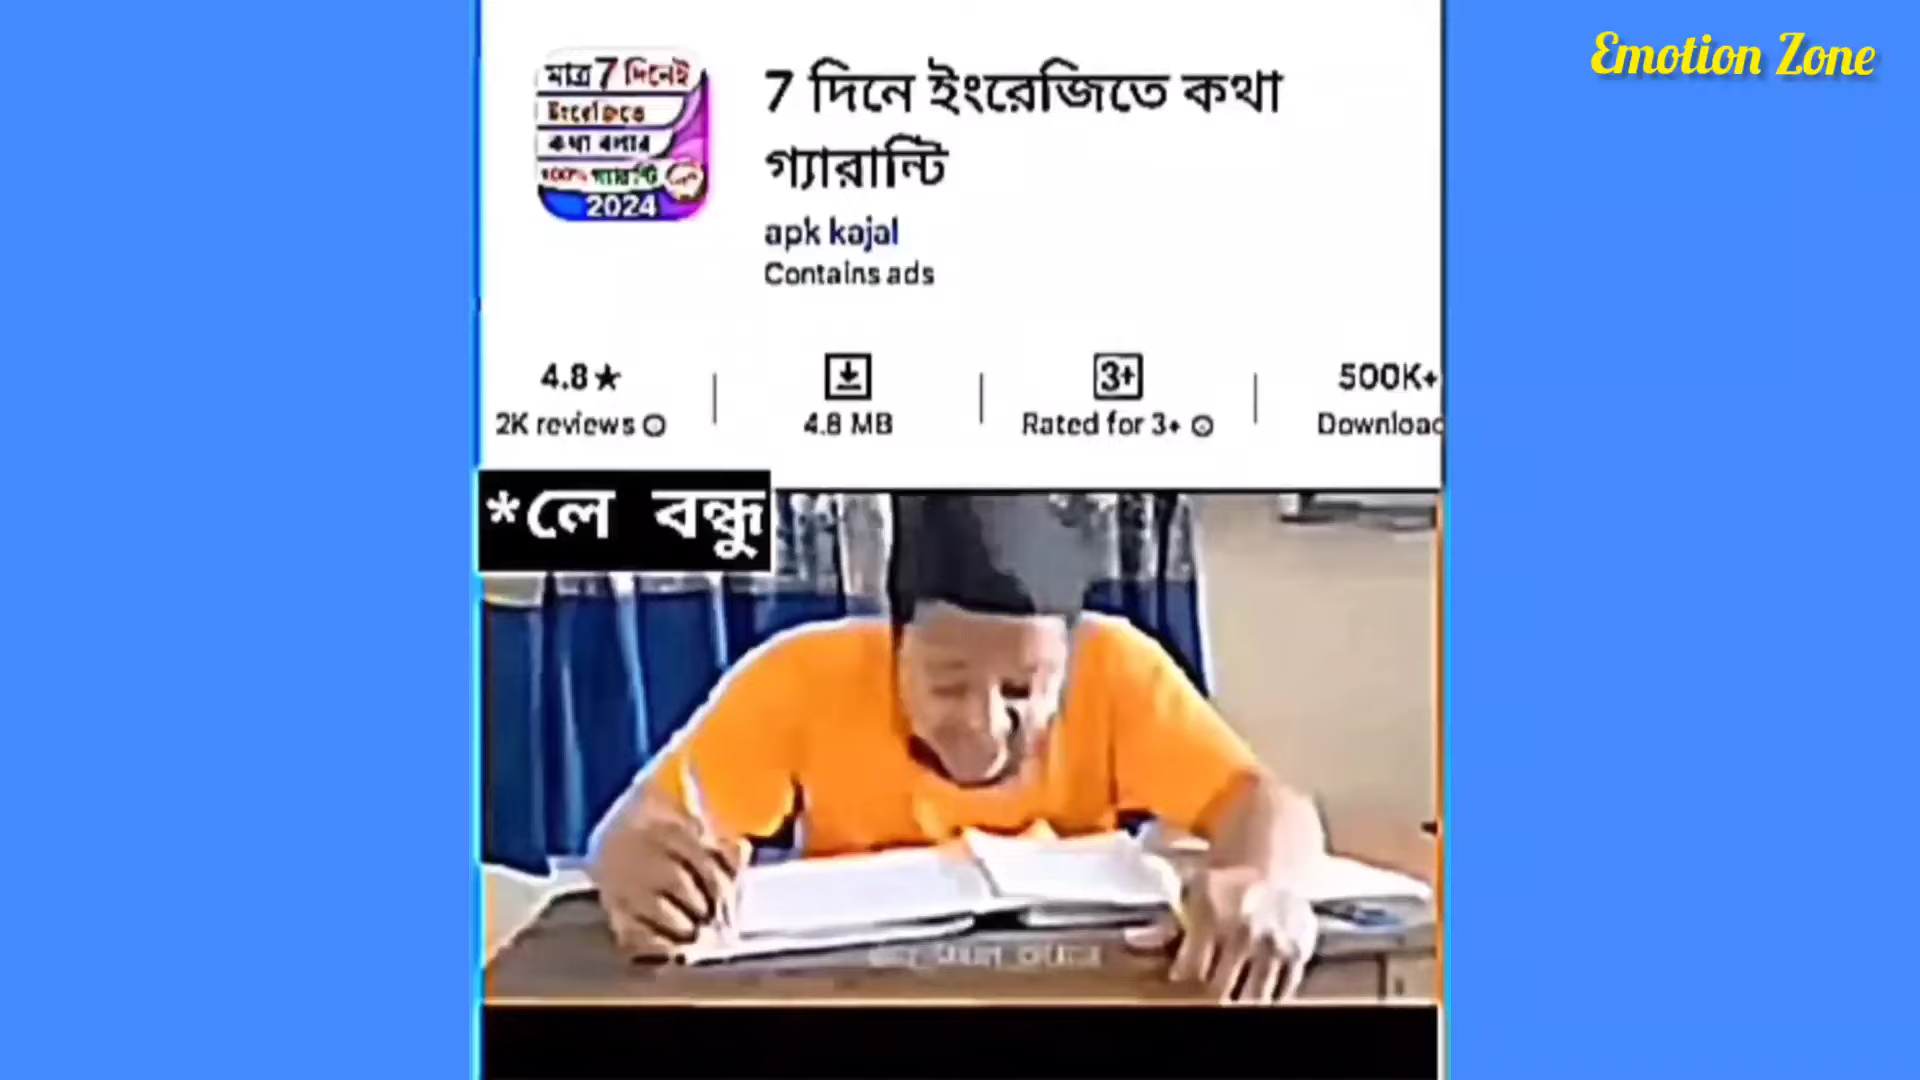 Emotion Zone
মাত্র 7 দিনেই
ইংরেজিতে
কথা বলার
100% গ্যারান্টি
2024
7 দিনে ইংরেজিতে কথা
গ্যারান্টি
apk kajal
Contains ads
4.8★
2K reviews
4.8 MB
3+
Rated for 3+
500K+
Download
*লে বন্ধু